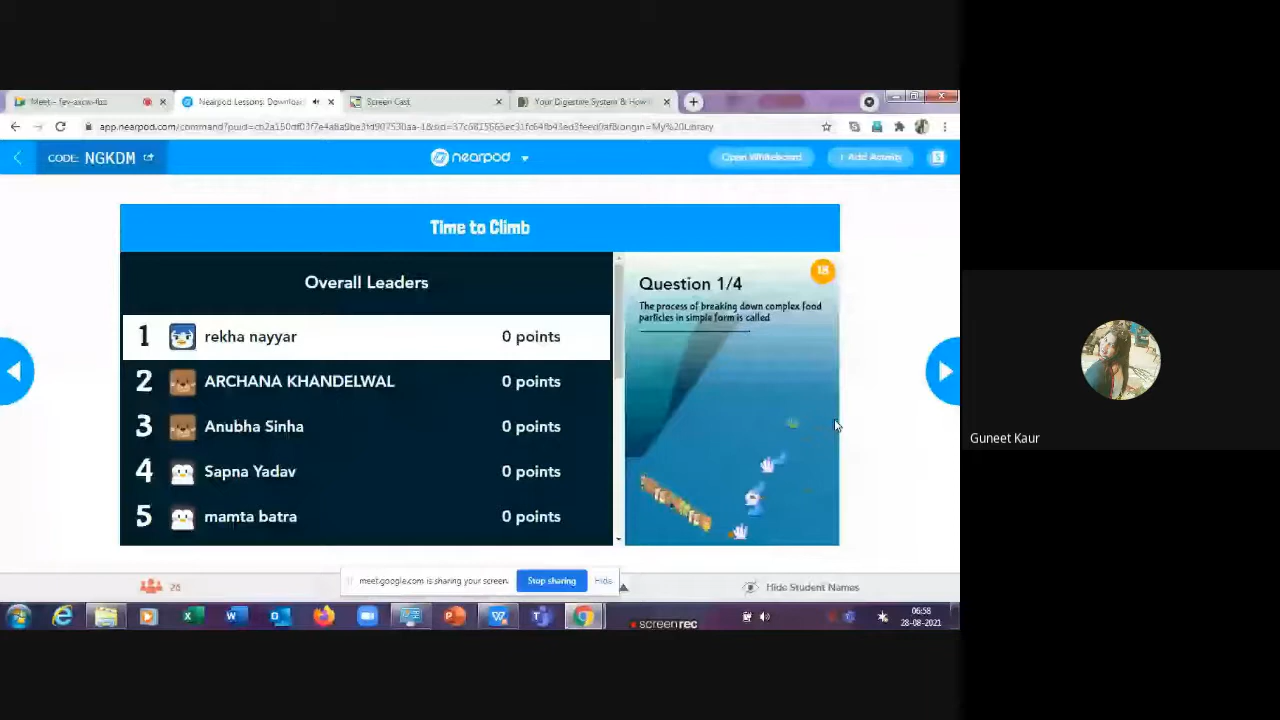 Nearpod Lessons: Downloa
Screen Cast
Your Digestive System & How
CODE: NGKDM
nearpod
Open Whiteboard
+ Add Activity
S
Time to Climb
Overall Leaders
1 rekha nayyar 0 points
2 ARCHANA KHANDELWAL 0 points
3 Anubha Sinha 0 points
4 Sapna Yadav 0 points
5 mamta batra 0 points
18
Question 1/4
The process of breaking down complex food
particles in simple form is called
Guneet Kaur
26
meet.google.com is sharing your screen.
Stop sharing
Hide
Hide Student Names
screenrec
06:58
28-08-2021